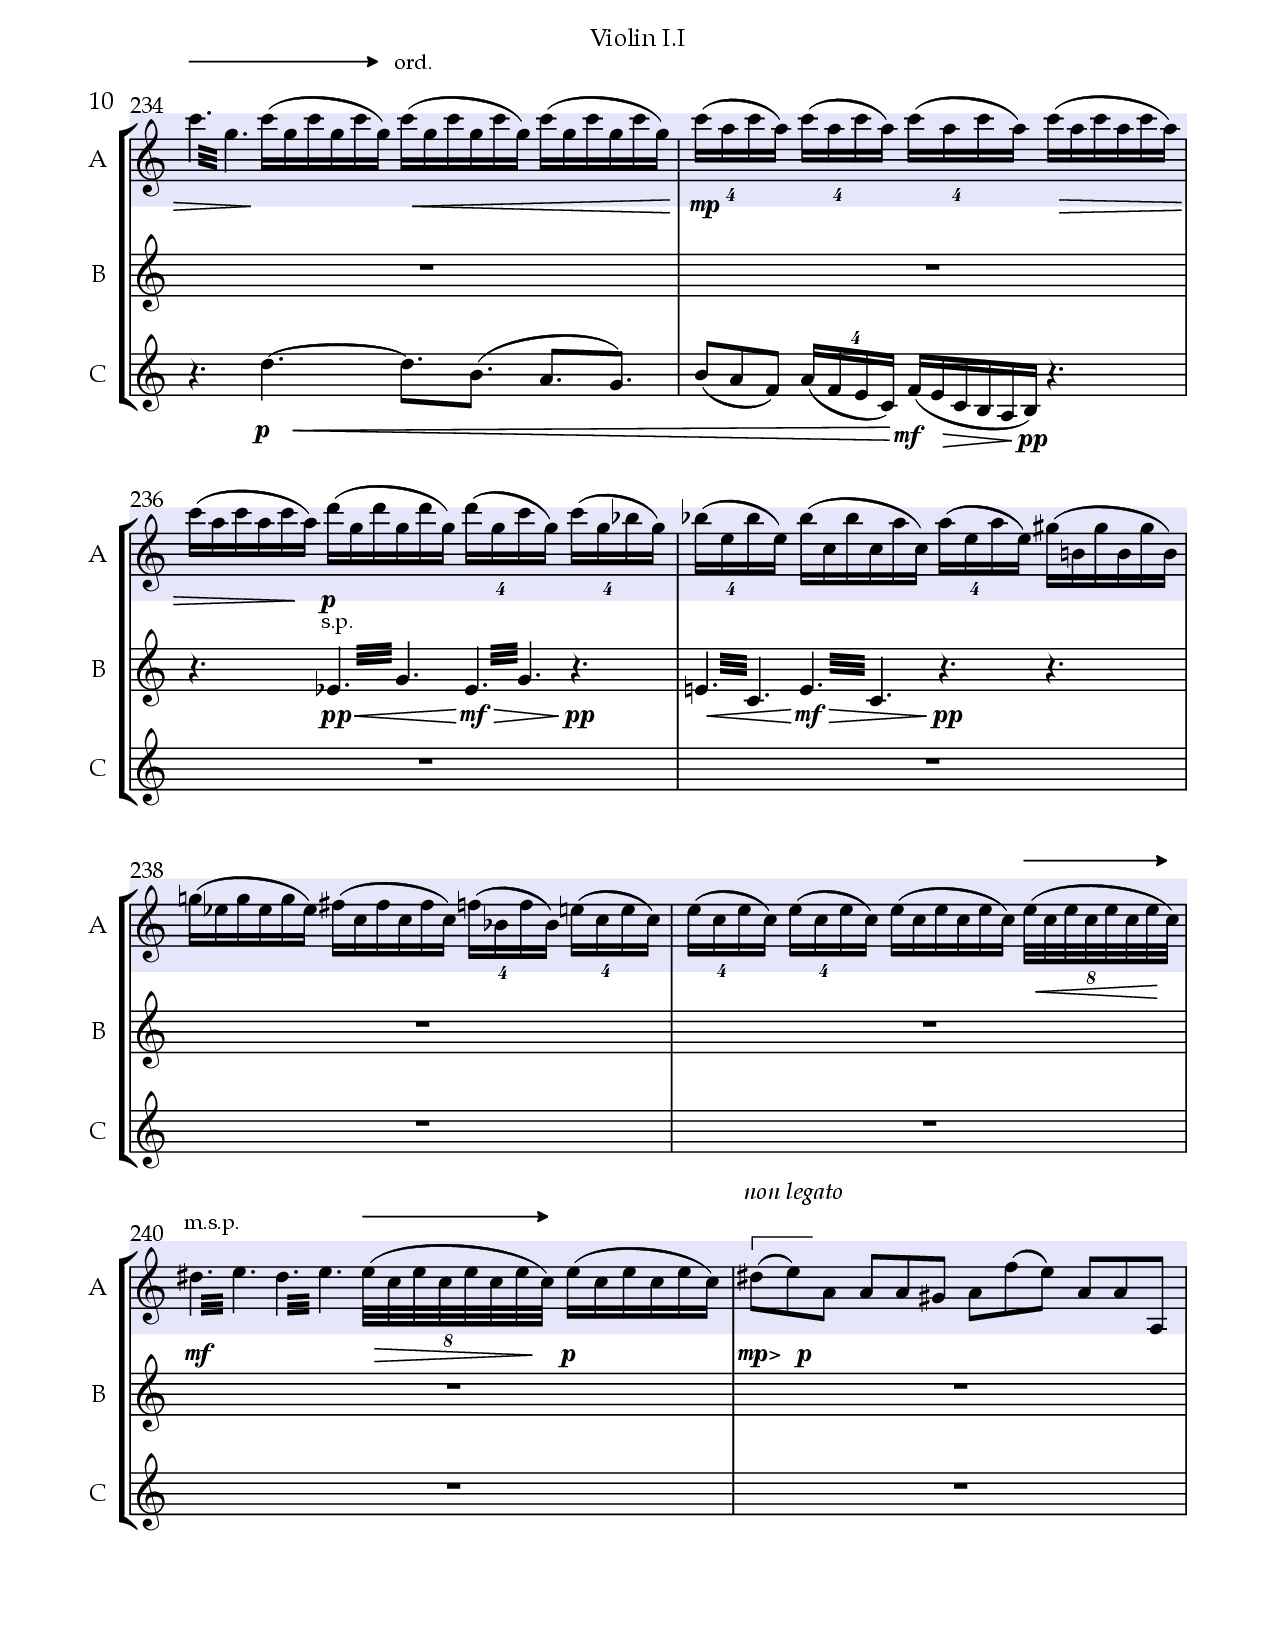 Violin I.I
ord.
10 234
A
4 4 4
mp
B
C
4
p mf pp
236
A
4 4 4 4
p
s.p.
B
pp mf pp mf pp
C
238
A
4 4 4 4 8
B
C
non legato
m.s.p.
240
A
8
mf p mp p
B
C